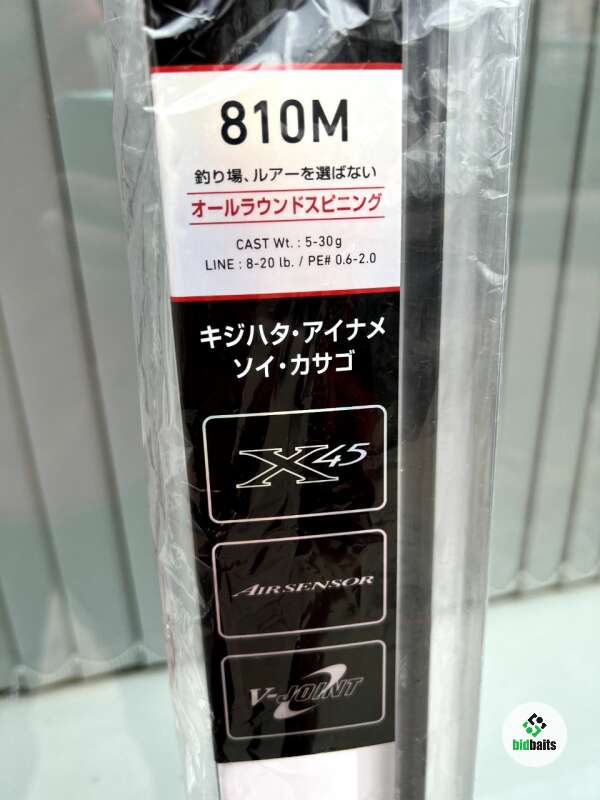 810M
釣り場、ルアーを選ばない
オールラウンドスピニング
CAST Wt. : 5-30g
LINE : 8-20 lb. / PE# 0.6-2.0
キジハタ・アイナメ
ソイ・カサゴ
X45
AIRSENSOR
V-JOINT
bidbaits